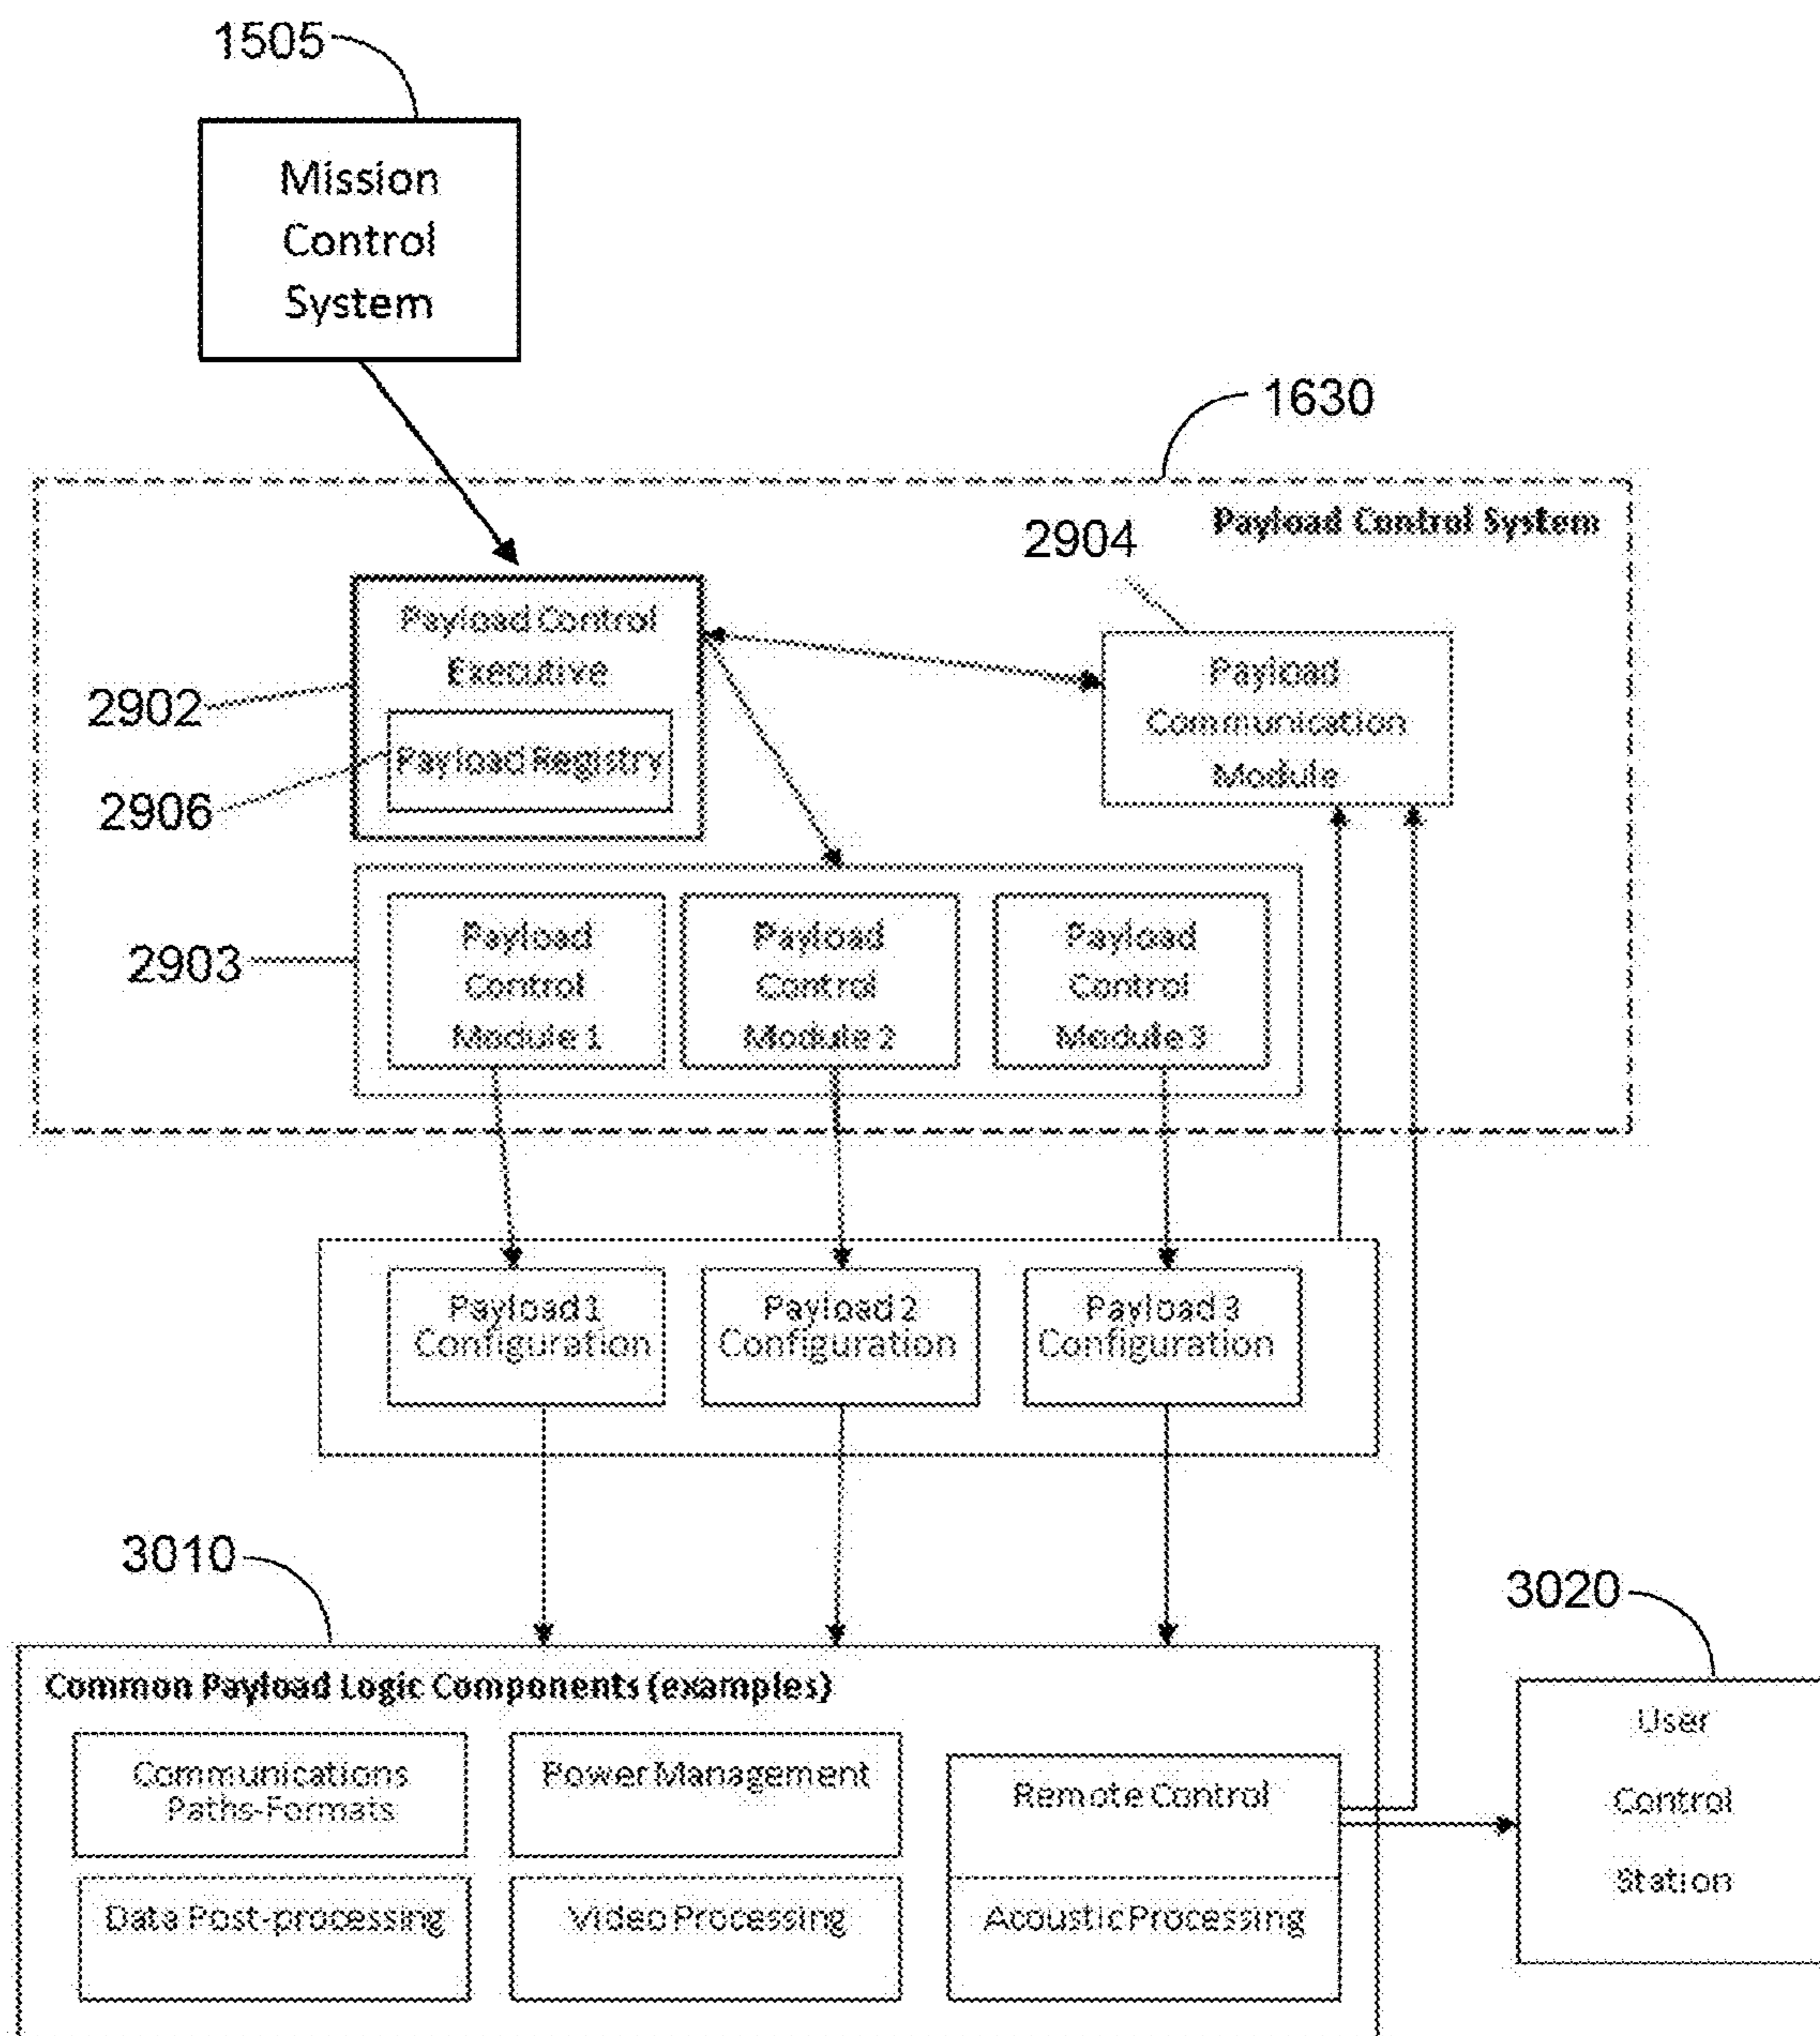 1505
Mission
Control
System
1630
Payload Control System
2904
Payload Control
Executive
2902
Payload Registry
2906
Payload
Communication
Module
2903
Payload
Control
Module 1
Payload
Control
Module 2
Payload
Control
Module 3
Payload 1
Configuration
Payload 2
Configuration
Payload 3
Configuration
3010
3020
Common Payload Logic Components (examples)
Communications
Paths-Formats
Power Management
Remote Control
Data Post-processing
Video Processing
Acoustic Processing
User
Control
Station